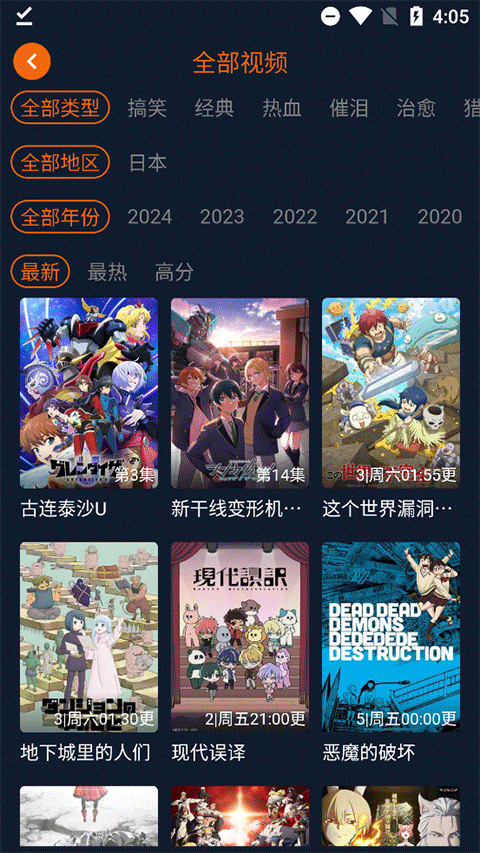 4:05
全部视频
全部类型 搞笑 经典 热血 催泪 治愈
全部地区 日本
全部年份 2024 2023 2022 2021 2020
最新 最热 高分
第3集
第14集
3|周六01:55更
古连泰沙U
新干线变形机…
这个世界漏洞…
現代誤訳
DEAD DEAD
DEMONS
DEDEDEDE
DESTRUCTION
ダンジョンの
3|周六01:30更
2|周五21:00更
5|周五00:00更
地下城里的人们
现代误译
恶魔的破坏